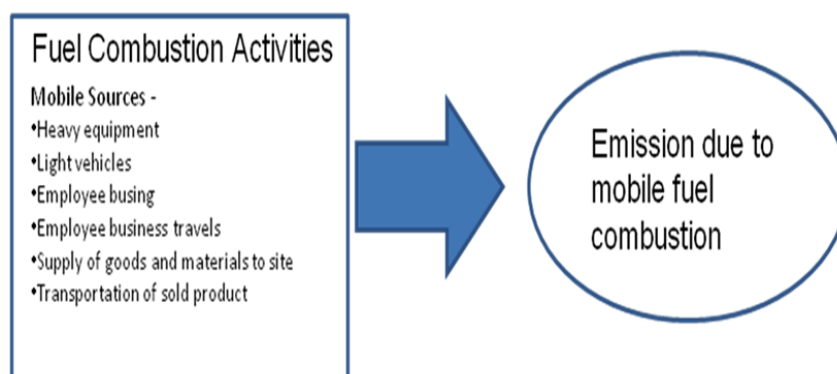 Fuel Combustion Activities
Mobile Sources -
•Heavy equipment
•Light vehicles
•Employee busing
•Employee business travels
•Supply of goods and materials to site
•Transportation of sold product
Emission due to
mobile fuel
combustion